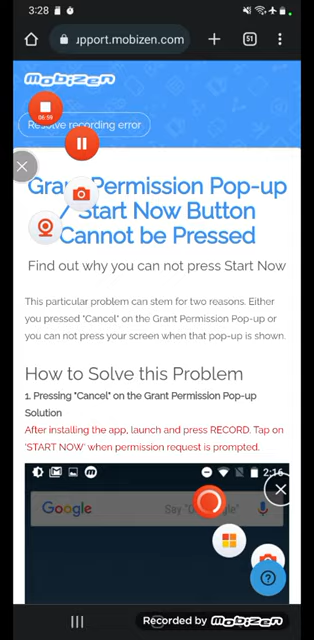 3:28
upport.mobizen.com
51
mobizen
06:59
Resolve recording error
Grant Permission Pop-up
/ Start Now Button
Cannot be Pressed
Find out why you can not press Start Now
This particular problem can stem for two reasons. Either
you pressed "Cancel" on the Grant Permission Pop-up or
you can not press your screen when that pop-up is shown.
How to Solve this Problem
1. Pressing "Cancel" on the Grant Permission Pop-up
Solution
After installing the app, launch and press RECORD. Tap on
'START NOW' when permission request is prompted.
2:16
Google
Say "O Google"
Recorded by mobizen